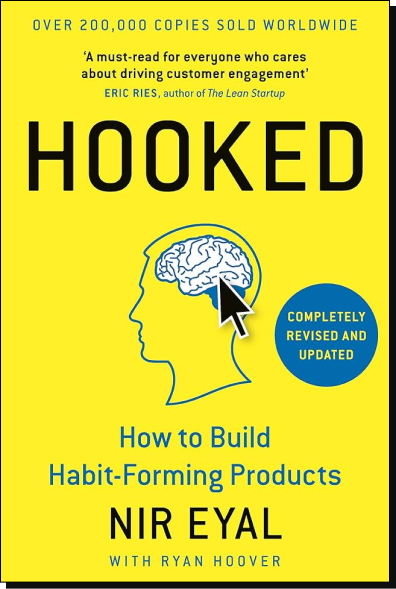 OVER 200,000 COPIES SOLD WORLDWIDE
‘A must-read for everyone who cares
about driving customer engagement’
ERIC RIES, author of The Lean Startup
HOOKED
COMPLETELY
REVISED AND
UPDATED
How to Build
Habit-Forming Products
NIR EYAL
WITH RYAN HOOVER